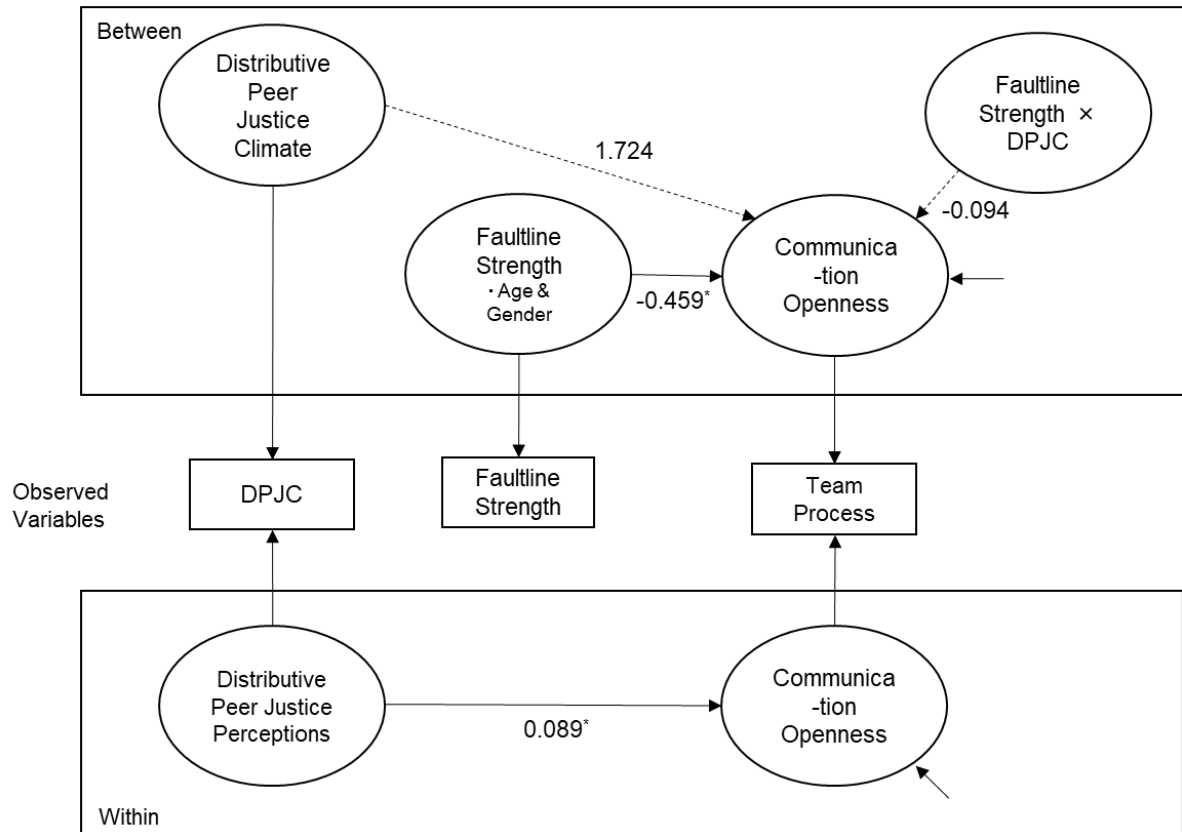 Between
Distributive
Peer
Justice
Climate
Faultline
Strength ×
DPJC
1.724
-0.094
Faultline
Strength
・Age &
Gender
-0.459*
Communica
-tion
Openness
Observed
Variables
DPJC
Faultline
Strength
Team
Process
Distributive
Peer Justice
Perceptions
0.089*
Communica
-tion
Openness
Within